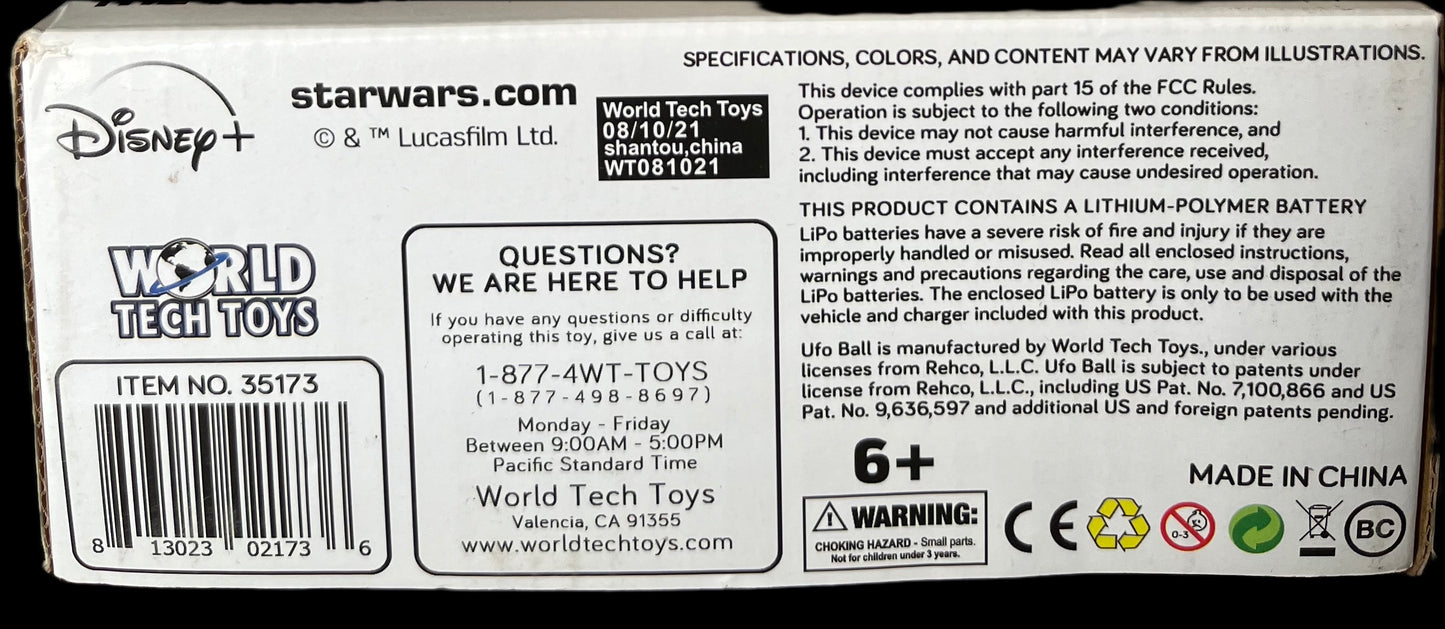 SPECIFICATIONS, COLORS, AND CONTENT MAY VARY FROM ILLUSTRATIONS.
Disney+
starwars.com
© & ™ Lucasfilm Ltd.
World Tech Toys
08/10/21
shantou,china
WT081021
This device complies with part 15 of the FCC Rules.
Operation is subject to the following two conditions:
1. This device may not cause harmful interference, and
2. This device must accept any interference received,
including interference that may cause undesired operation.
THIS PRODUCT CONTAINS A LITHIUM-POLYMER BATTERY
LiPo batteries have a severe risk of fire and injury if they are
improperly handled or misused. Read all enclosed instructions,
warnings and precautions regarding the care, use and disposal of the
LiPo batteries. The enclosed LiPo battery is only to be used with the
vehicle and charger included with this product.
Ufo Ball is manufactured by World Tech Toys., under various
licenses from Rehco, L.L.C. Ufo Ball is subject to patents under
license from Rehco, L.L.C., including US Pat. No. 7,100,866 and US
Pat. No. 9,636,597 and additional US and foreign patents pending.
WORLD
TECH TOYS
ITEM NO. 35173
8 13023 02173 6
QUESTIONS?
WE ARE HERE TO HELP
If you have any questions or difficulty
operating this toy, give us a call at:
1-877-4WT-TOYS
(1-877-498-8697)
Monday - Friday
Between 9:00AM - 5:00PM
Pacific Standard Time
World Tech Toys
Valencia, CA 91355
www.worldtechtoys.com
6+
MADE IN CHINA
WARNING:
CHOKING HAZARD - Small parts.
Not for children under 3 years.
CE
0-3
BC